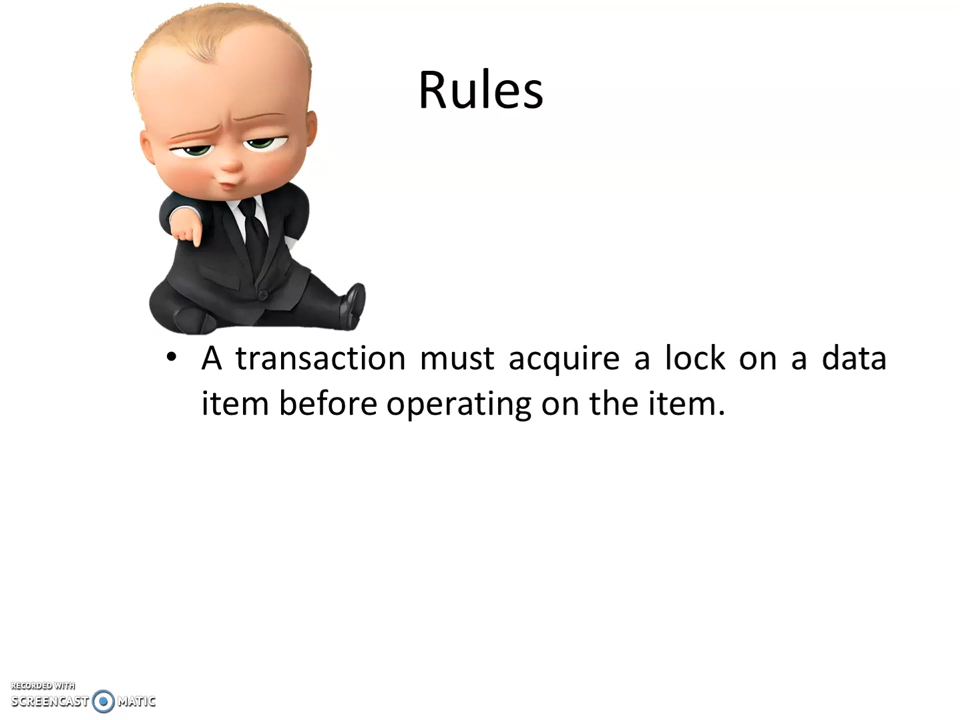 Rules
• A transaction must acquire a lock on a data
item before operating on the item.
RECORDED WITH
SCREENCAST MATIC